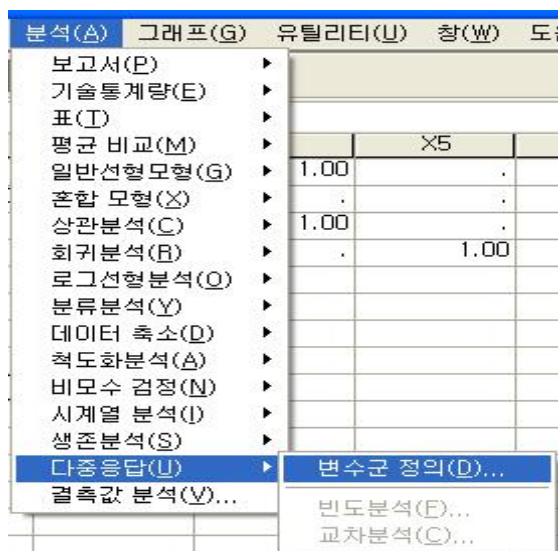 분석(A) 그래프(G) 유틸리티(U) 창(W)
보고서(P)
기술통계량(E)
표(T)
평균 비교(M)
X5
일반선형모형(G)
1.00 .
혼합 모형(X)
. .
상관분석(C)
1.00 .
회귀분석(R)
. 1.00
로그선형분석(O)
분류분석(Y)
데이터 축소(D)
척도화분석(A)
비모수 검정(N)
시계열 분석(I)
생존분석(S)
다중응답(U)
변수군 정의(D)...
결측값 분석(V)...
빈도분석(F)...
교차분석(C)...